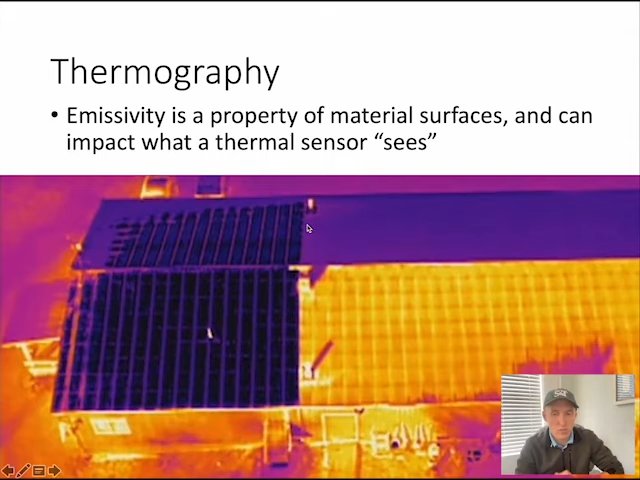 Thermography
• Emissivity is a property of material surfaces, and can
impact what a thermal sensor “sees”